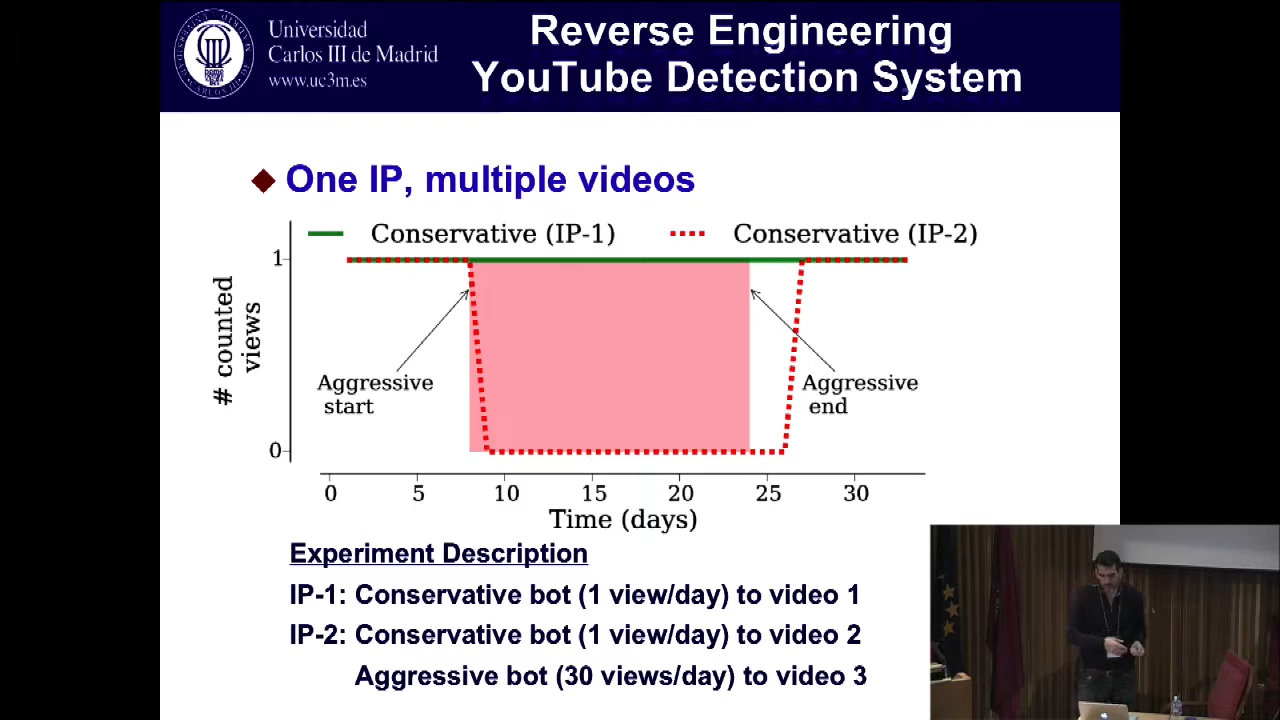 Universidad
Carlos III de Madrid
www.uc3m.es
Reverse Engineering
YouTube Detection System
One IP, multiple videos
Conservative (IP-1)
Conservative (IP-2)
1
0
# counted
views
Aggressive
start
Aggressive
end
0 5 10 15 20 25 30
Time (days)
Experiment Description
IP-1: Conservative bot (1 view/day) to video 1
IP-2: Conservative bot (1 view/day) to video 2
Aggressive bot (30 views/day) to video 3